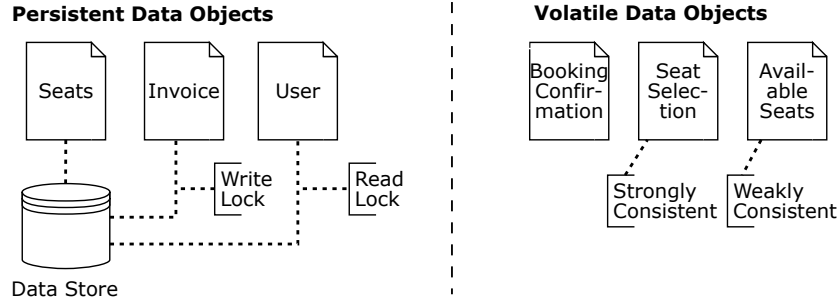 Persistent Data Objects
Seats
Invoice
User
Write
Lock
Read
Lock
Data Store
Volatile Data Objects
Booking
Confir-
mation
Seat
Selec-
tion
Avail-
able
Seats
Strongly
Consistent
Weakly
Consistent